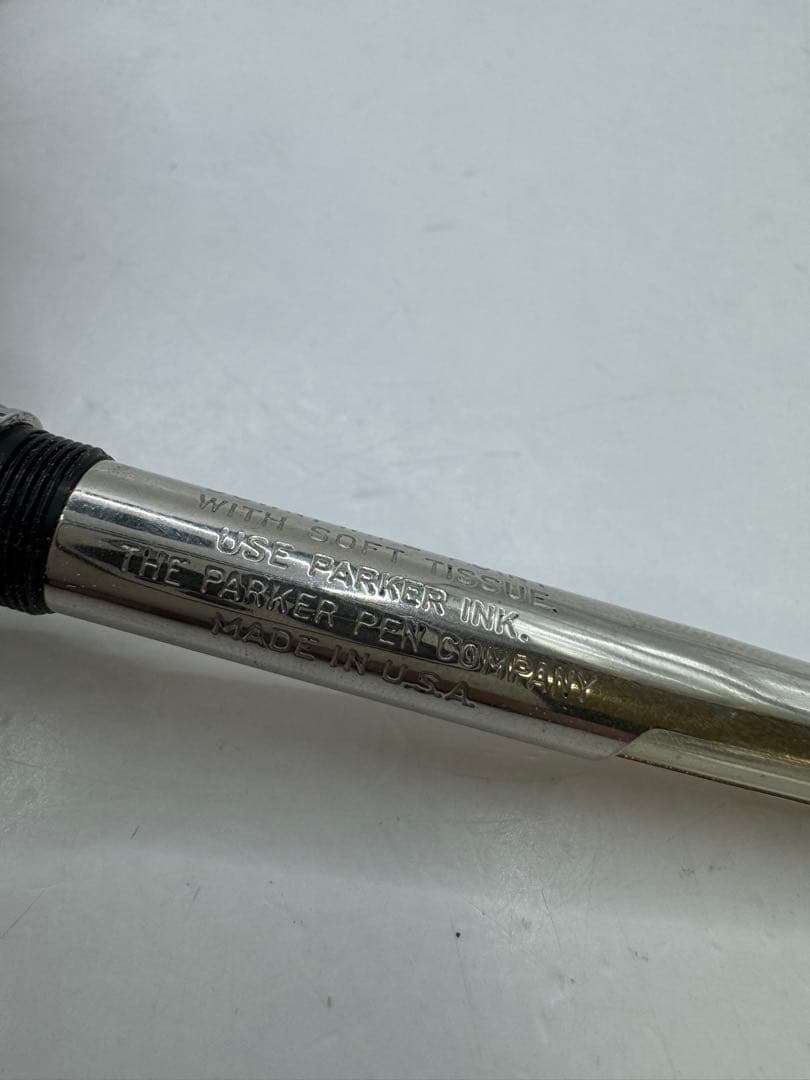 WITH SOFT TISSUE.
USE PARKER INK.
THE PARKER PEN COMPANY
MADE IN U.S.A.